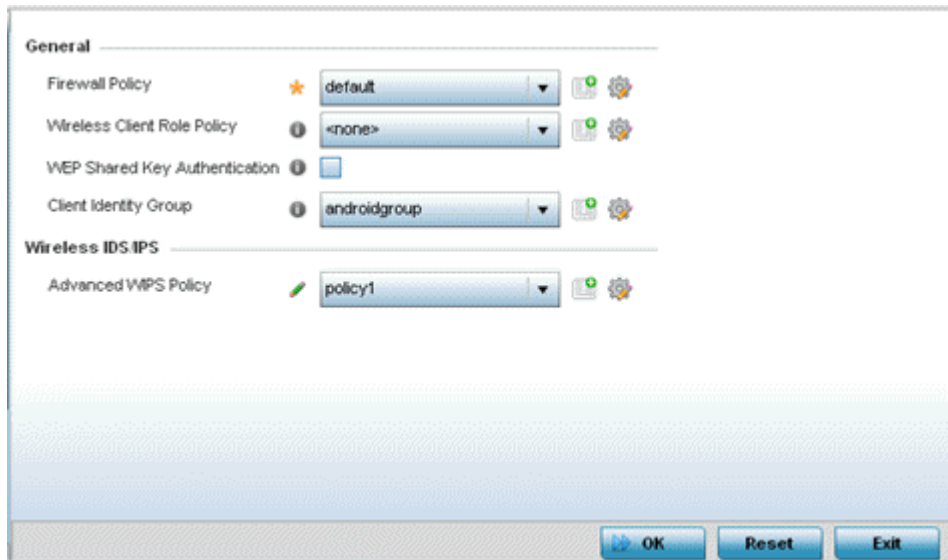 General
Firewall Policy default
Wireless Client Role Policy <none>
WEP Shared Key Authentication
Client Identity Group androidgroup
Wireless IDS/IPS
Advanced WIPS Policy policy1
OK Reset Exit